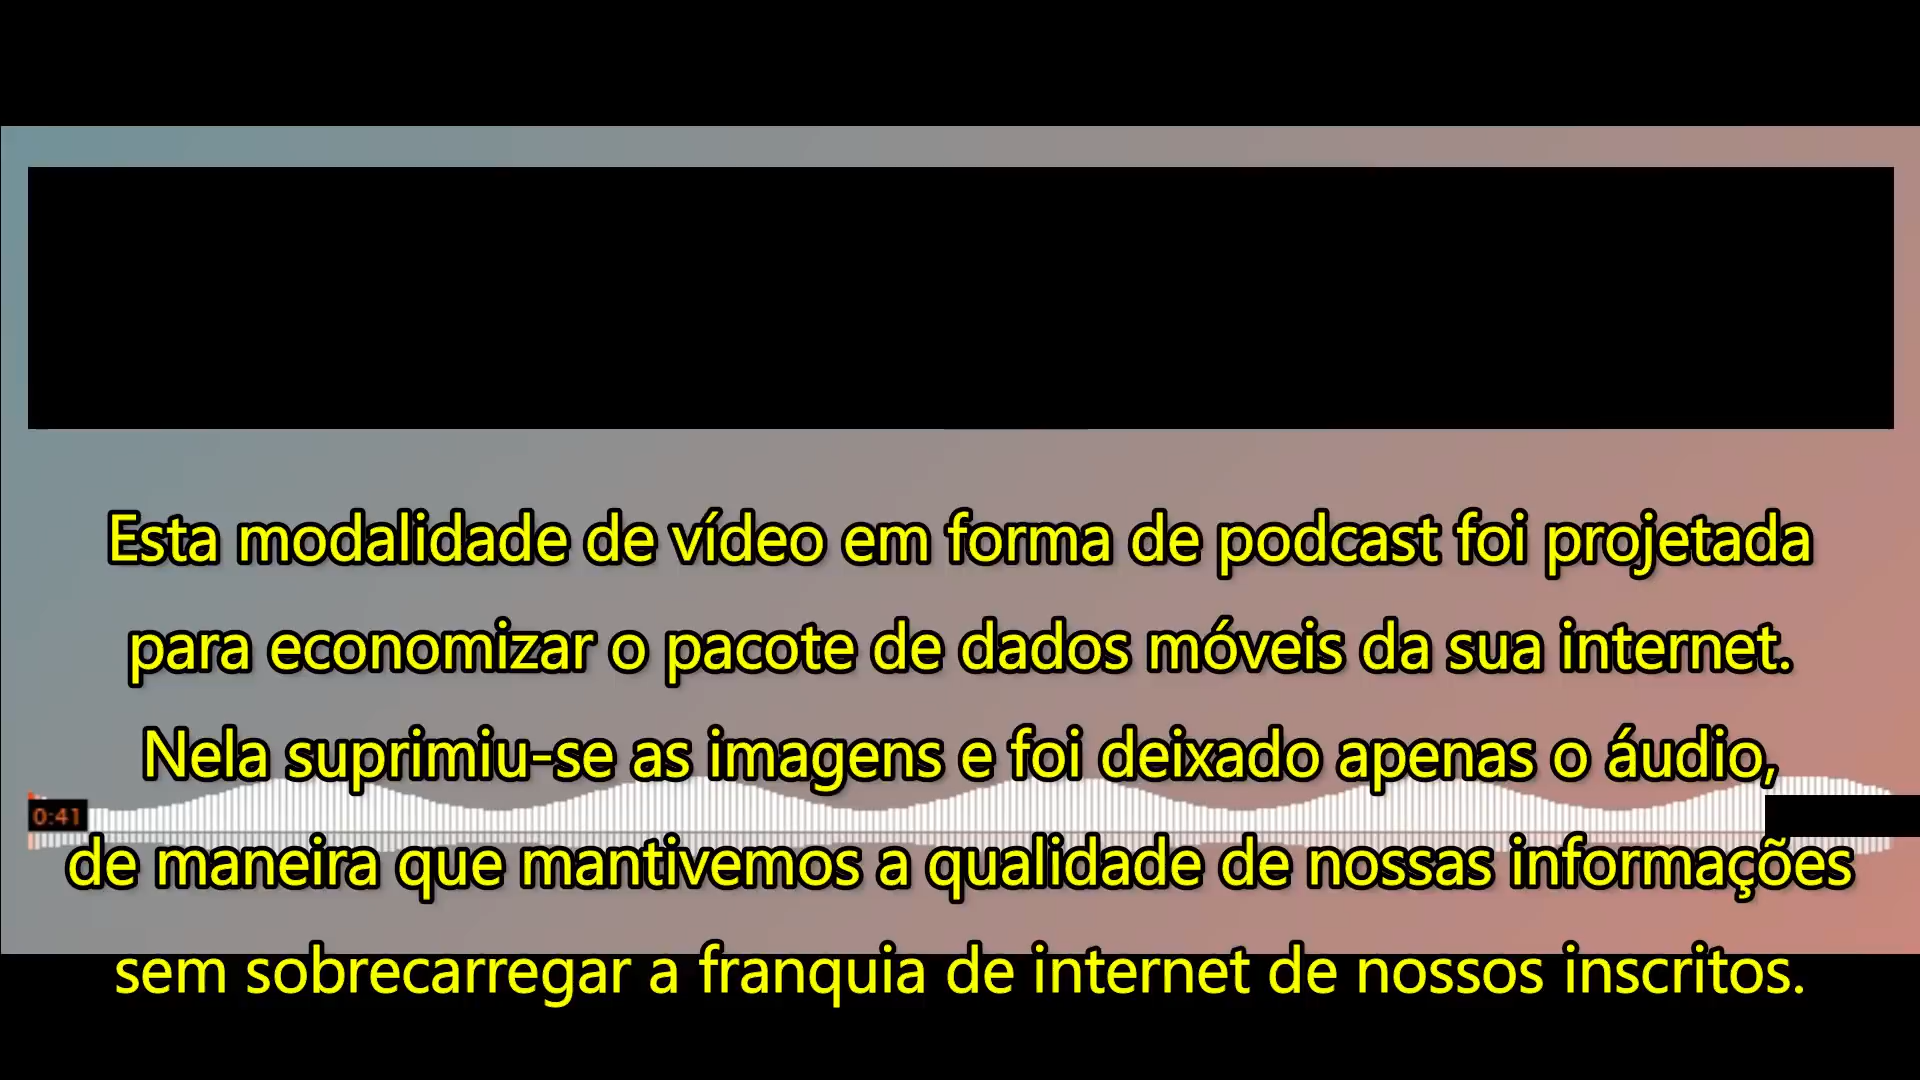 Esta modalidade de vídeo em forma de podcast foi projetada
para economizar o pacote de dados móveis da sua internet.
Nela suprimiu-se as imagens e foi deixado apenas o áudio,
0:41
de maneira que mantivemos a qualidade de nossas informações
sem sobrecarregar a franquia de internet de nossos inscritos.